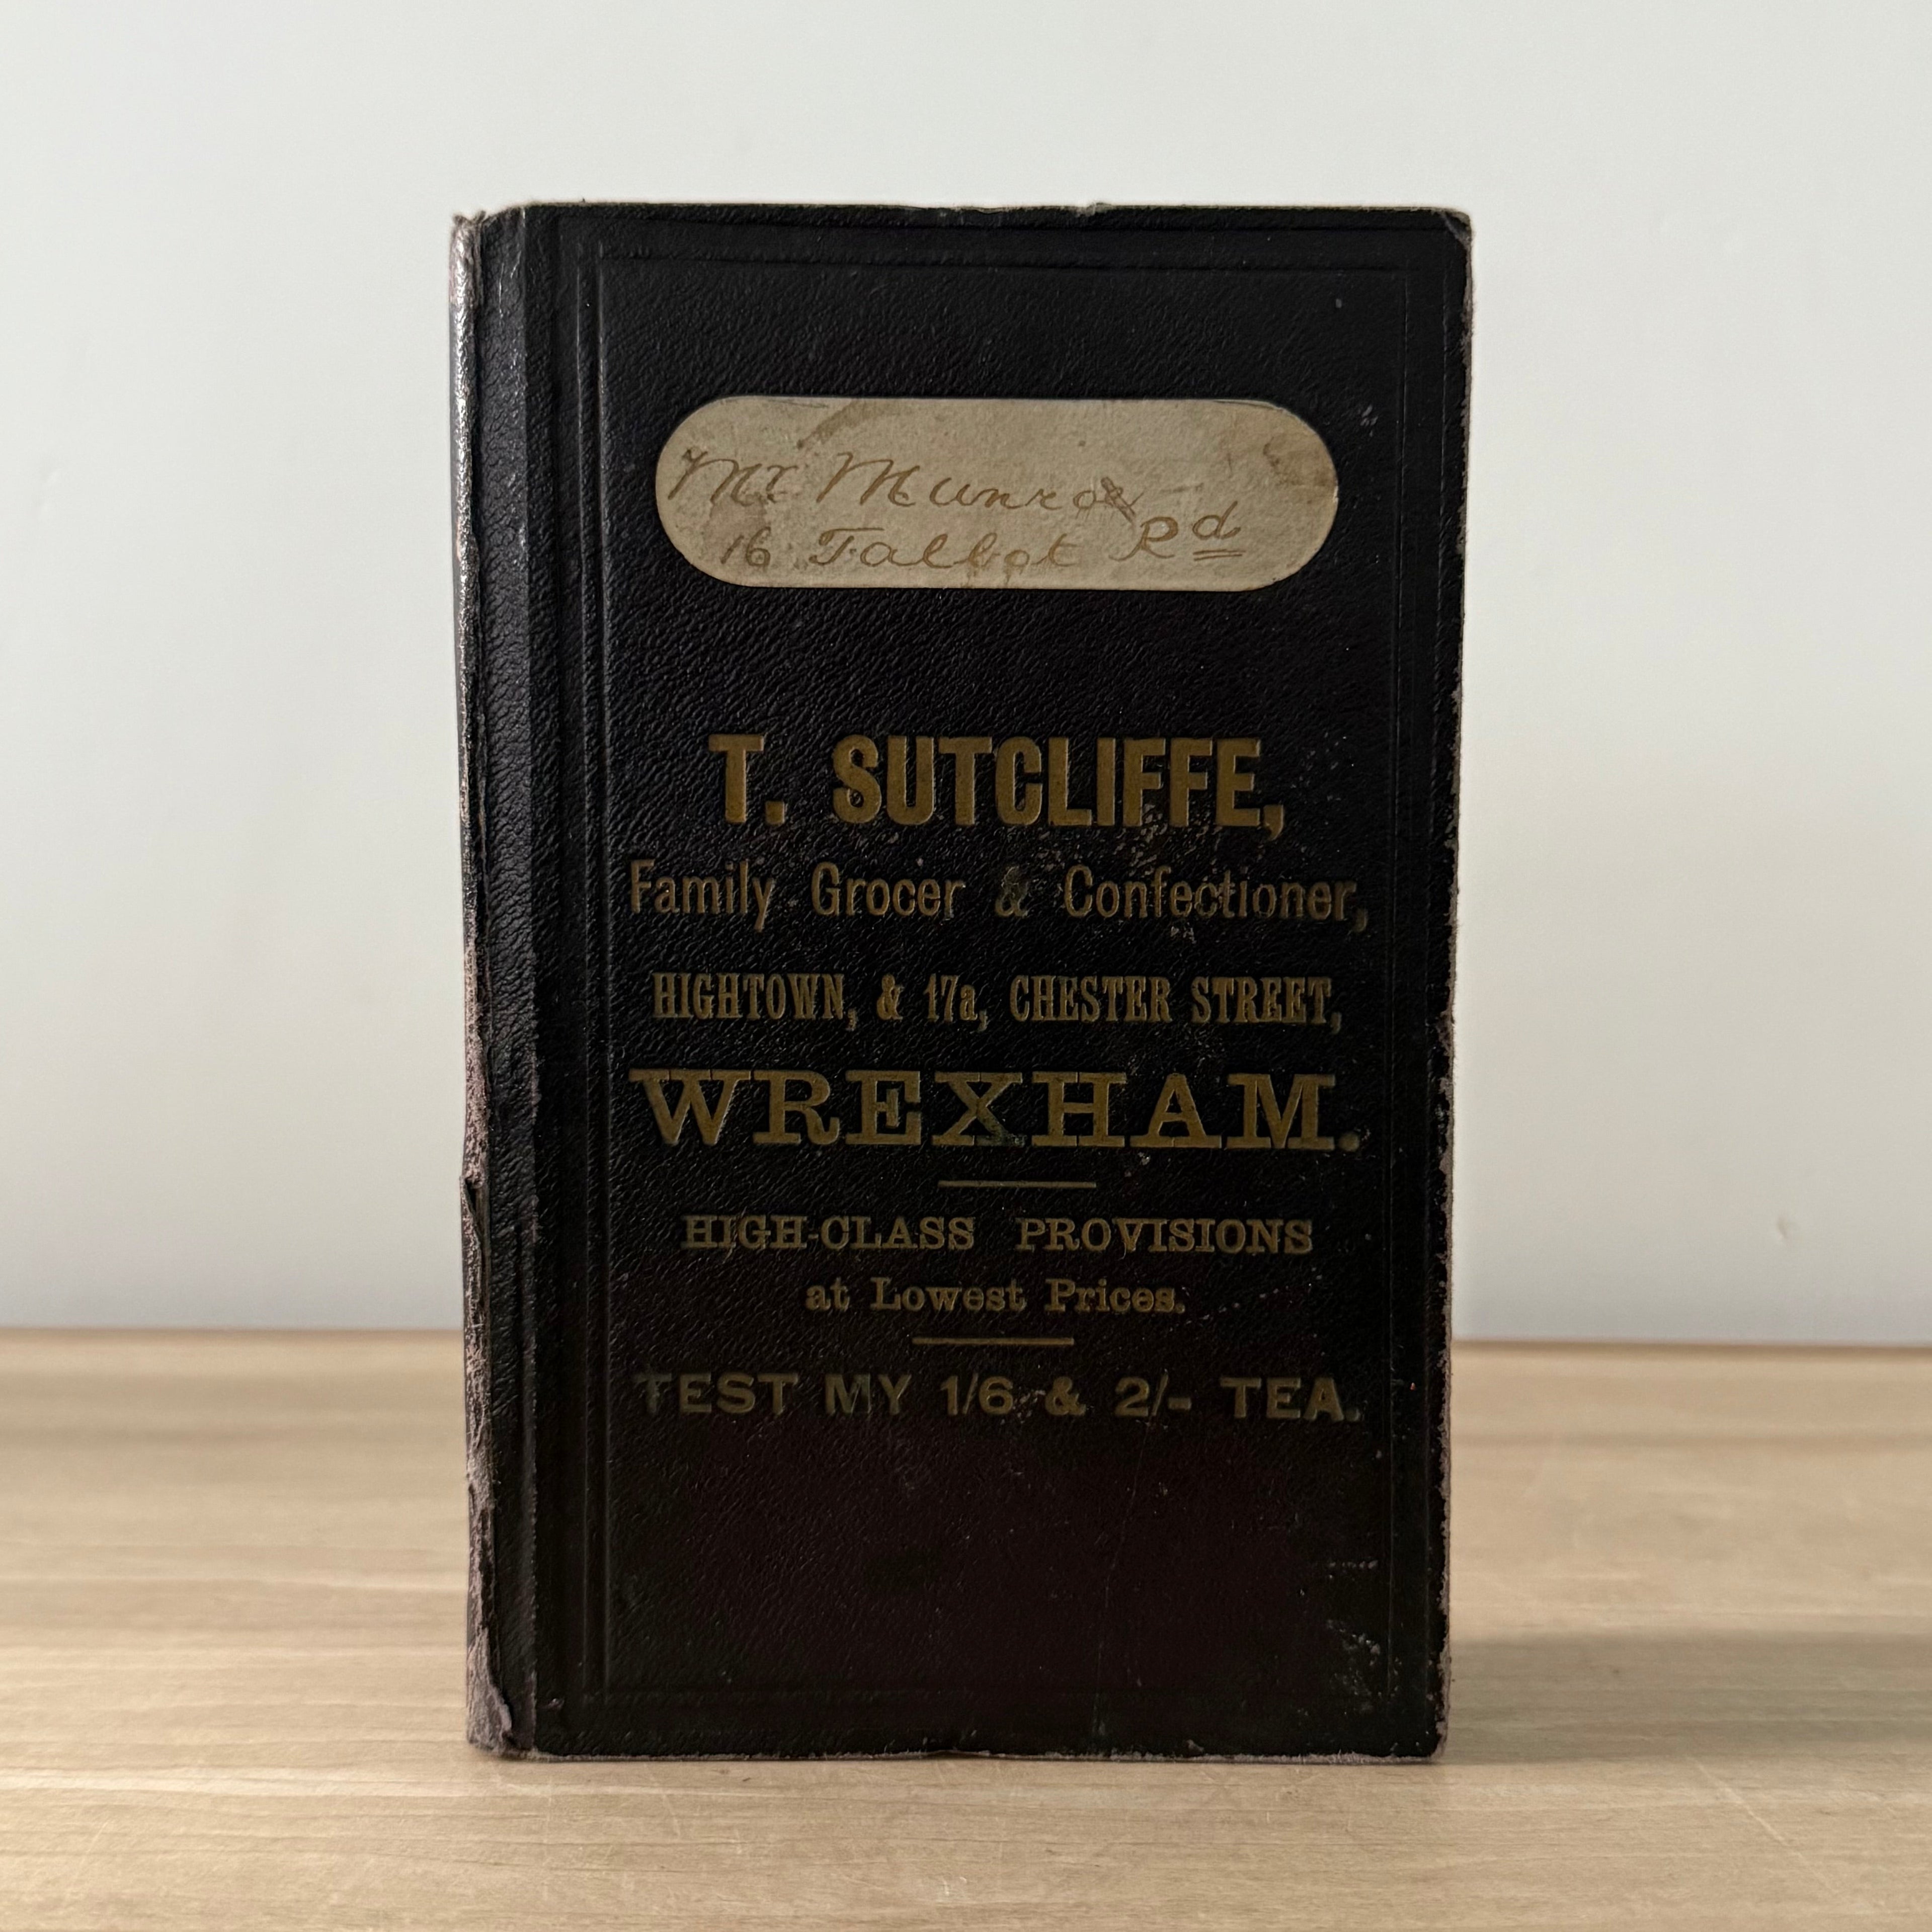 Mr Munro
16 Talbot Rd
T. SUTCLIFFE,
Family Grocer & Confectioner,
HIGHTOWN, & 17a, CHESTER STREET,
WREXHAM.
HIGH-CLASS PROVISIONS
at Lowest Prices.
TEST MY 1/6 & 2/- TEA.